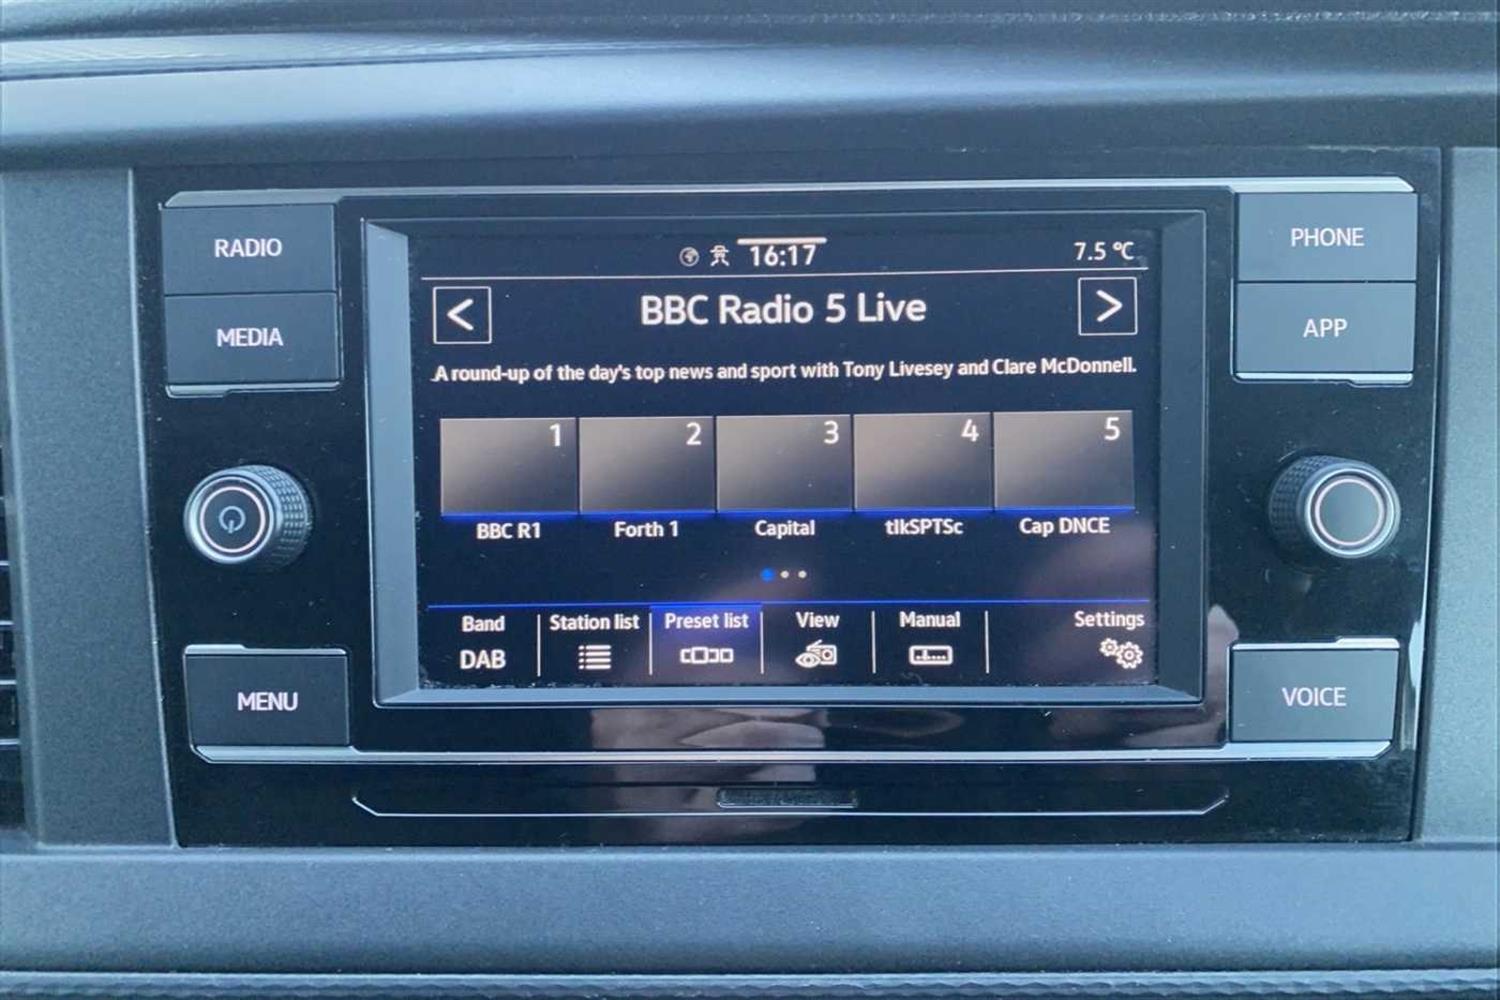 RADIO
MEDIA
MENU
16:17
7.5 °C
< BBC Radio 5 Live >
A round-up of the day's top news and sport with Tony Livesey and Clare McDonnell.
1 2 3 4 5
BBC R1 Forth 1 Capital tlkSPTSc Cap DNCE
Band Station list Preset list View Manual Settings
DAB
PHONE
APP
VOICE